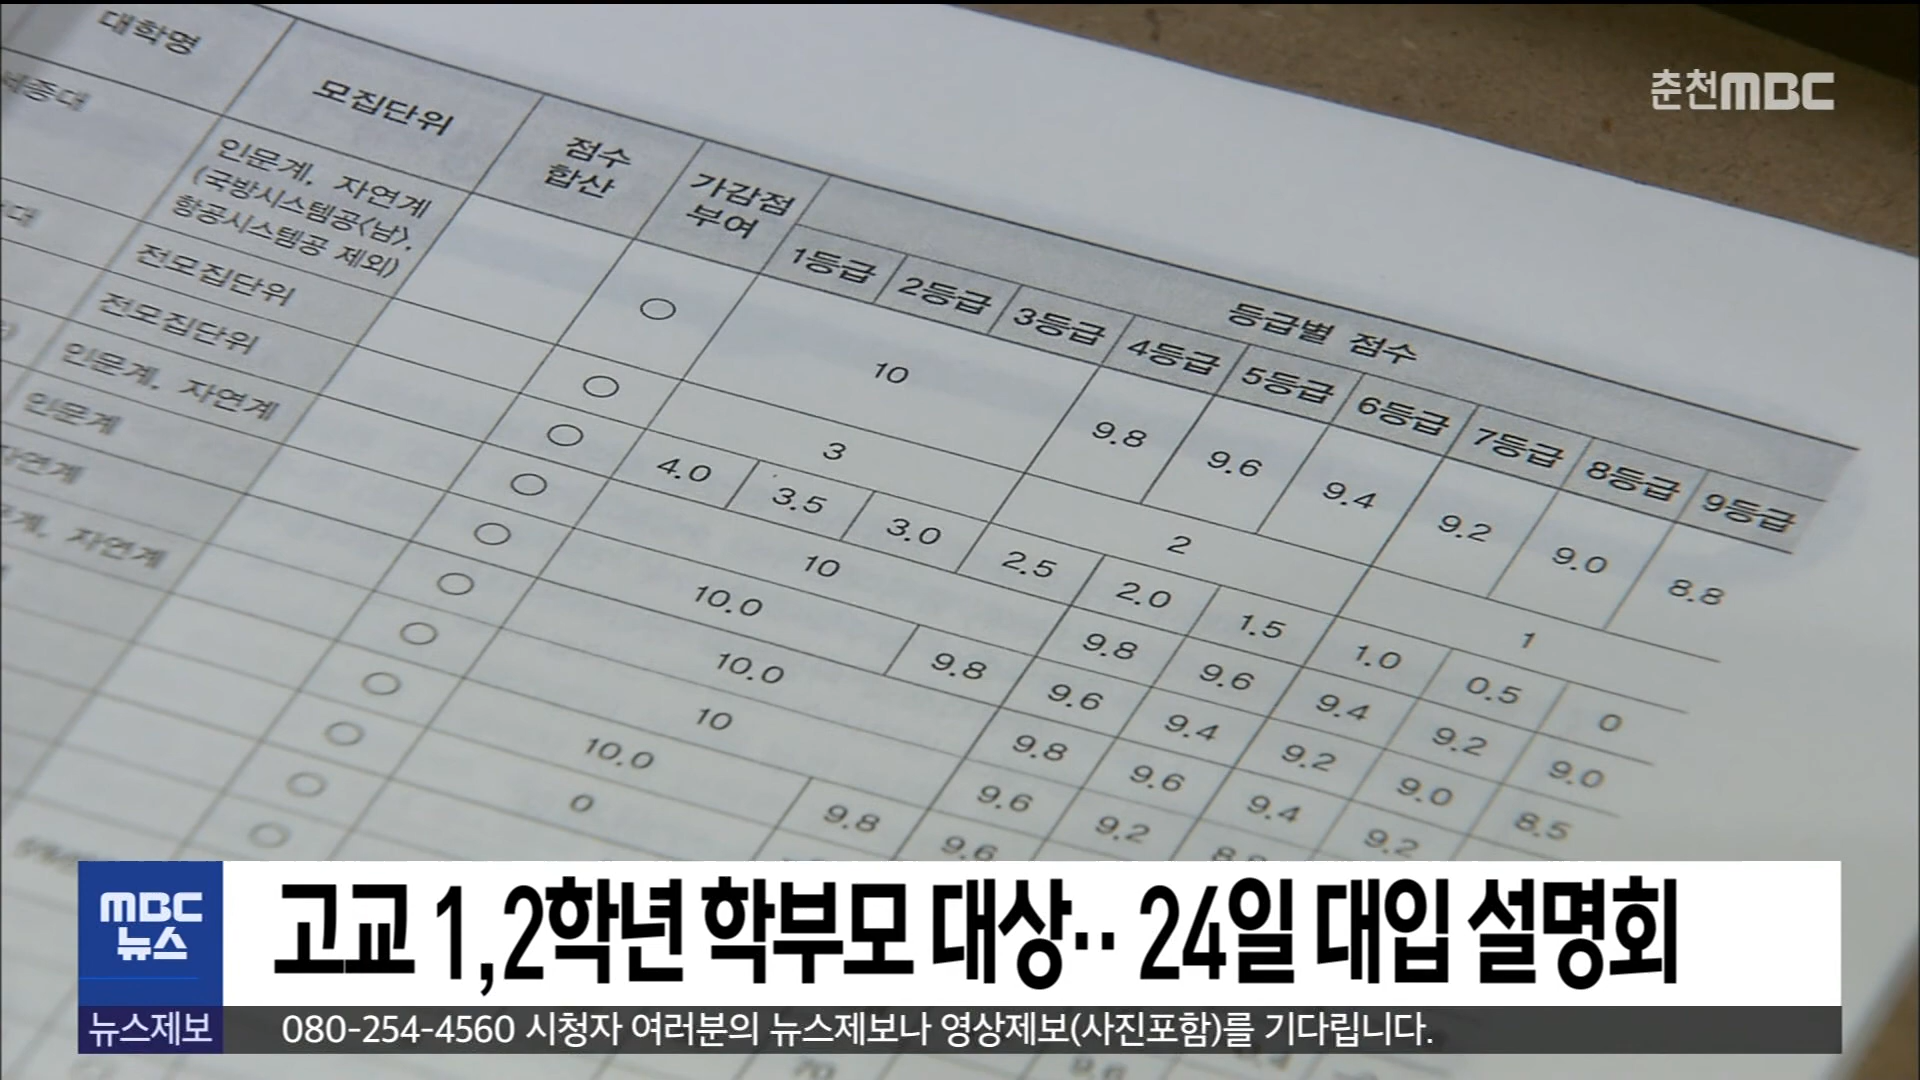 춘천MBC
대학명 모집단위 점수 합산 가감점 부여 등급별 점수
1등급 2등급 3등급 4등급 5등급 6등급 7등급 8등급 9등급
세종대 인문계, 자연계
(국방시스템공<남>,
항공시스템공 제외)
○ 10 9.8 9.6 9.4 9.2 9.0 8.8
전모집단위 ○ 3 2 1
전모집단위 ○ 4.0 3.5 3.0 2.5 2.0 1.5 1.0 0.5 0
인문계, 자연계 ○ 10 9.8 9.6 9.4 9.2 9.0
인문계 ○ 10.0 9.8 9.6 9.4 9.2 9.0 8.5
자연계 ○ 10.0 9.8 9.6 9.4 9.2
자연계 ○ 10 9.6 9.2
○ 10.0 9.8 9.6
○ 0
MBC
뉴스
고교 1,2학년 학부모 대상·· 24일 대입 설명회
뉴스제보 080-254-4560 시청자 여러분의 뉴스제보나 영상제보(사진포함)를 기다립니다.